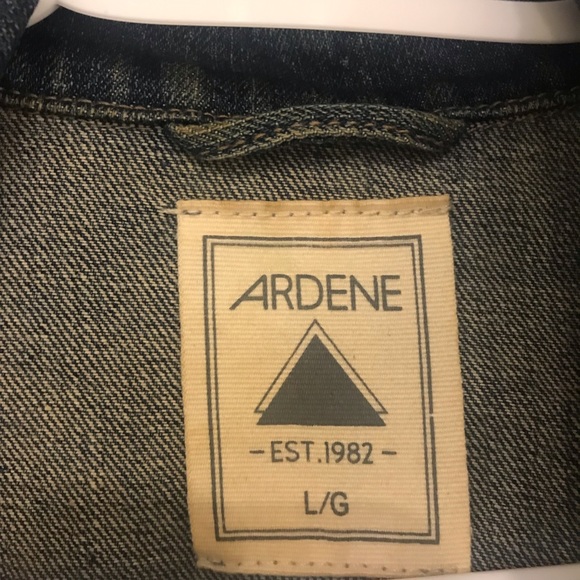 ARDENE
- EST.1982 -
L/G